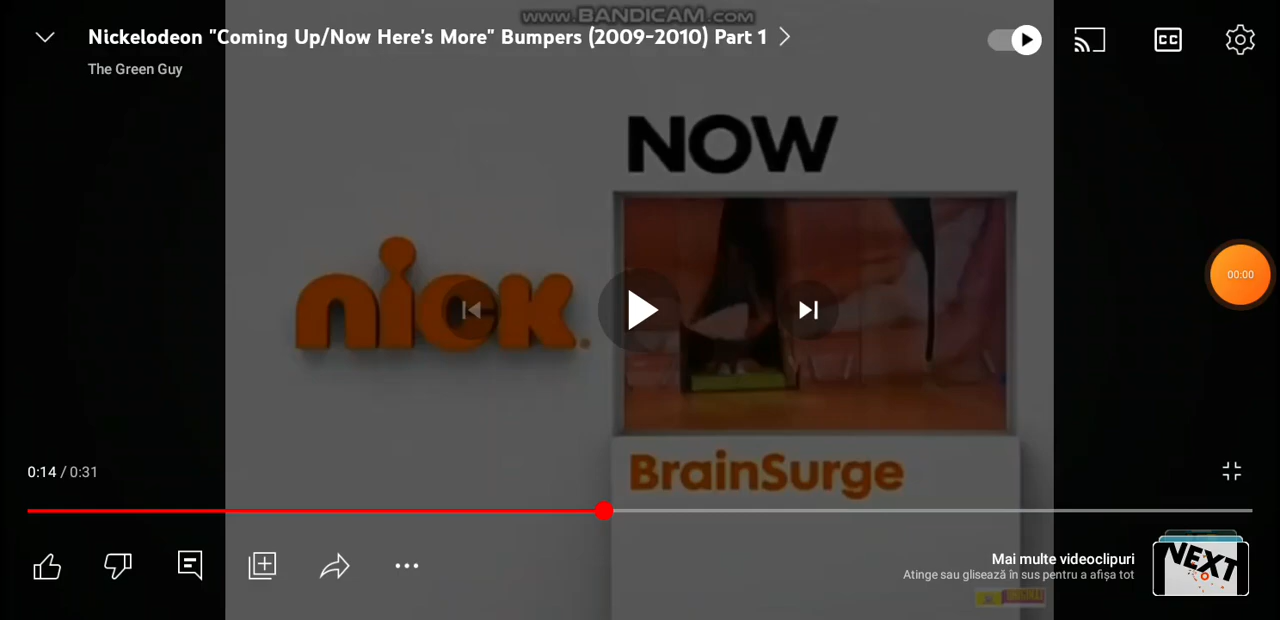 www.BANDICAM.com
Nickelodeon "Coming Up/Now Here's More" Bumpers (2009-2010) Part 1
The Green Guy
CC
NOW
nick.
00:00
BrainSurge
0:14 / 0:31
Mai multe videoclipuri
Atinge sau glisează în sus pentru a afișa tot
NEXT